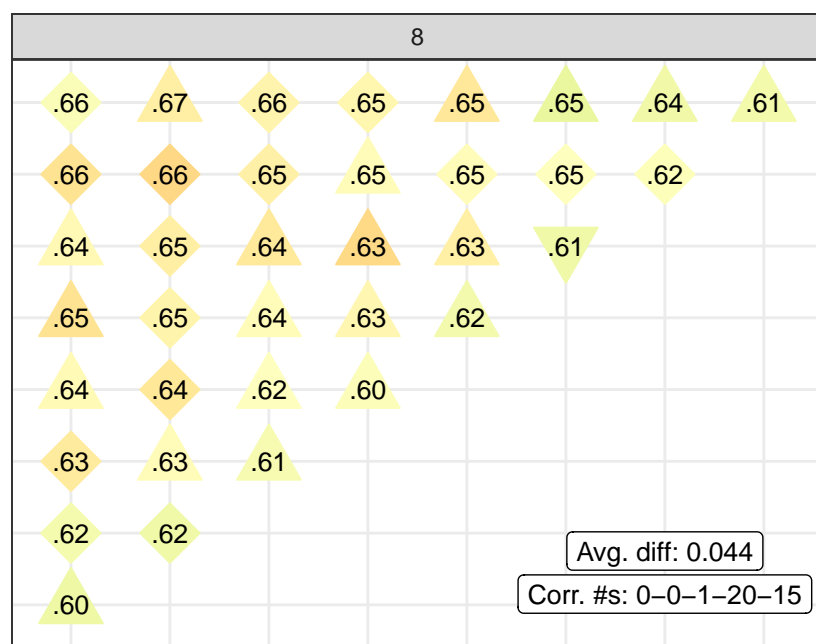 8
.66 .67 .66 .65 .65 .65 .64 .61
.66 .66 .65 .65 .65 .65 .62
.64 .65 .64 .63 .63 .61
.65 .65 .64 .63 .62
.64 .64 .62 .60
.63 .63 .61
.62 .62
Avg. diff: 0.044
Corr. #s: 0−0−1−20−15
.60